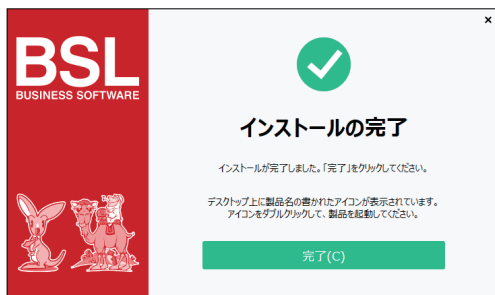 BSL
BUSINESS SOFTWARE
×
インストールの完了
インストールが完了しました。「完了」をクリックしてください。
デスクトップ上に製品名の書かれたアイコンが表示されています。
アイコンをダブルクリックして、製品を起動してください。
完了(C)